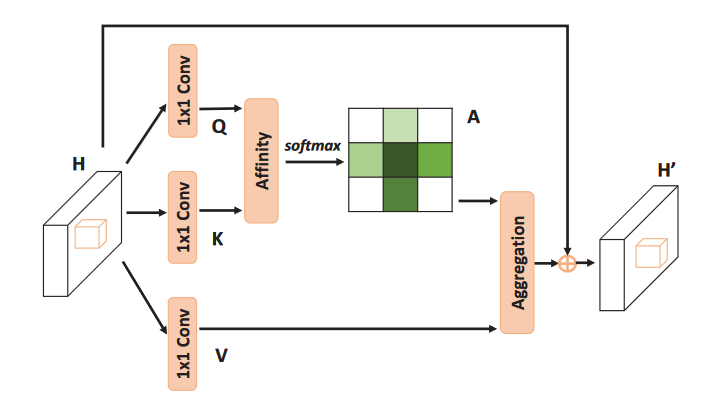 H
1x1 Conv
Q
1x1 Conv
K
1x1 Conv
V
Affinity
softmax
A
Aggregation
H’